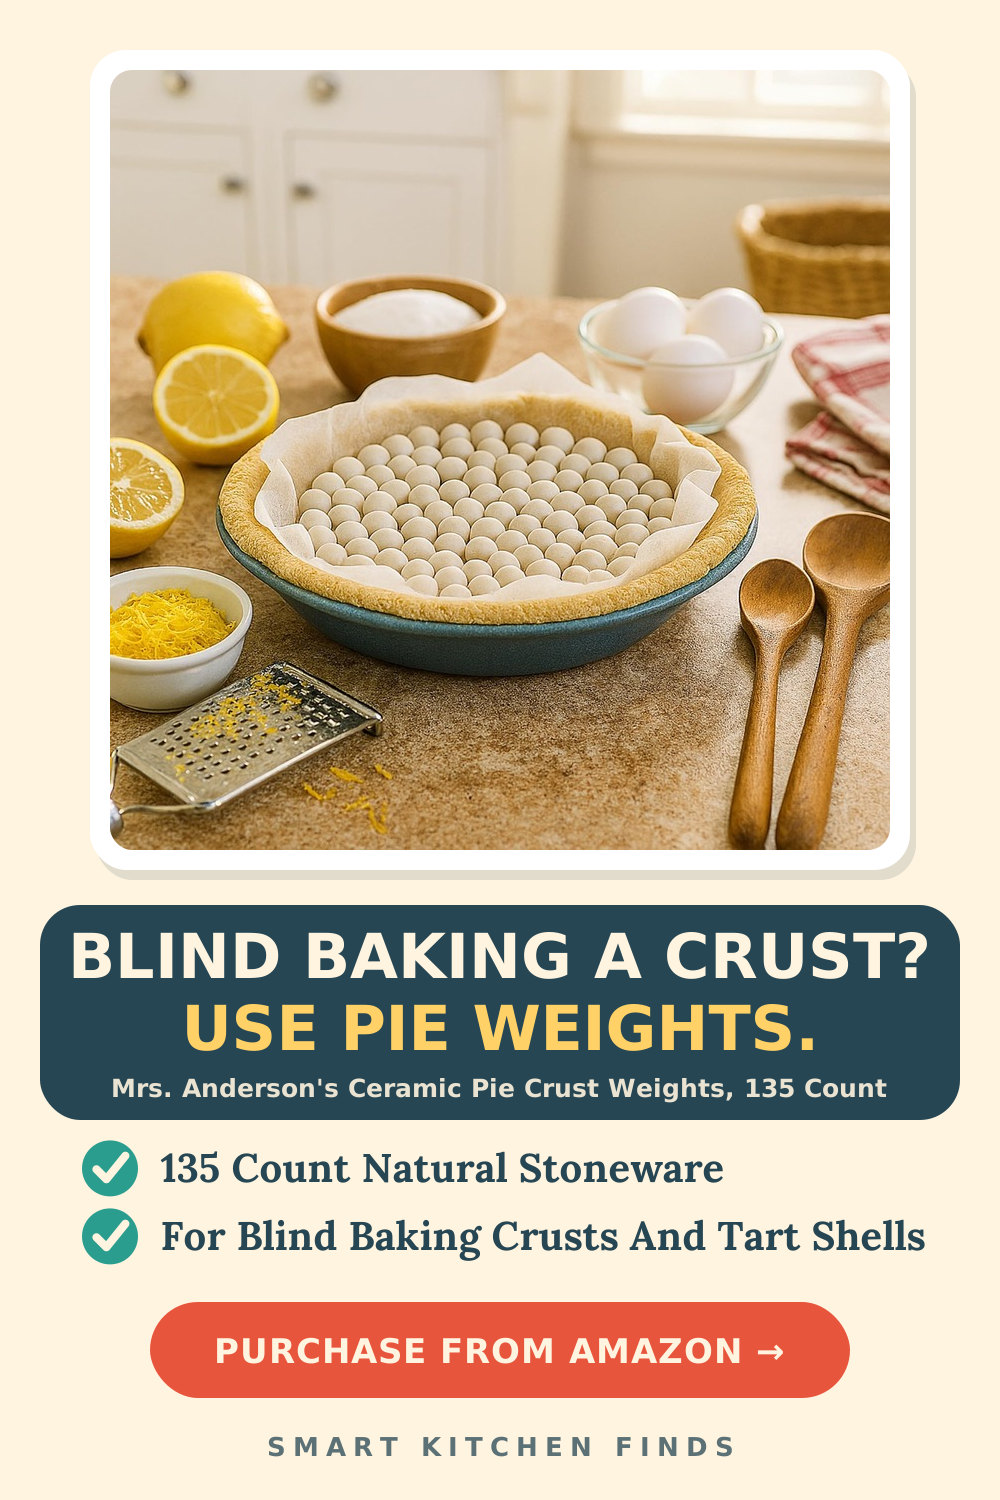 BLIND BAKING A CRUST?
USE PIE WEIGHTS.
Mrs. Anderson's Ceramic Pie Crust Weights, 135 Count
135 Count Natural Stoneware
For Blind Baking Crusts And Tart Shells
PURCHASE FROM AMAZON →
SMART KITCHEN FINDS